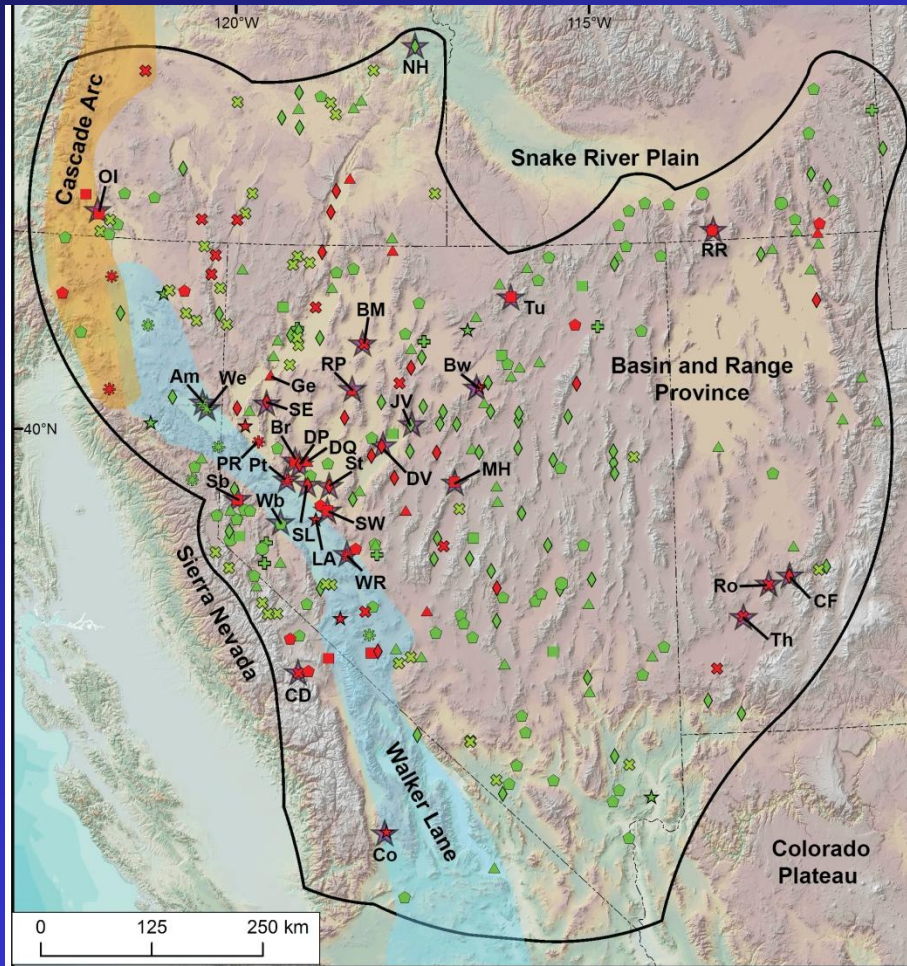 120°W
115°W
NH
Cascade Arc
OI
Snake River Plain
RR
Tu
BM
Basin and Range
Province
RP
Bw
Ge
Am
We
SE
JV
40°N
40°N
Br
DP
DQ
PR
Pt
St
DV
MH
Sb
Wb
SL
SW
LA
WR
Sierra Nevada
Ro
CF
Th
CD
Walker Lane
Co
Colorado
Plateau
0 125 250 km